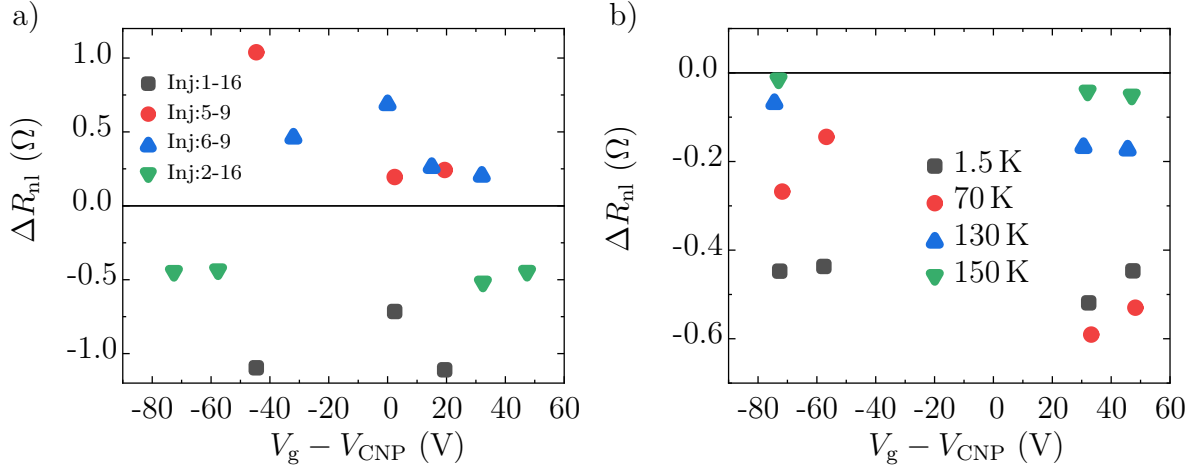 a)
ΔR_nl (Ω)
1.0
0.5
0.0
-0.5
-1.0
Inj:1-16
Inj:5-9
Inj:6-9
Inj:2-16
-80 -60 -40 -20 0 20 40 60
V_g − V_CNP (V)
b)
ΔR_nl (Ω)
0.0
-0.2
-0.4
-0.6
1.5 K
70 K
130 K
150 K
-80 -60 -40 -20 0 20 40 60
V_g − V_CNP (V)